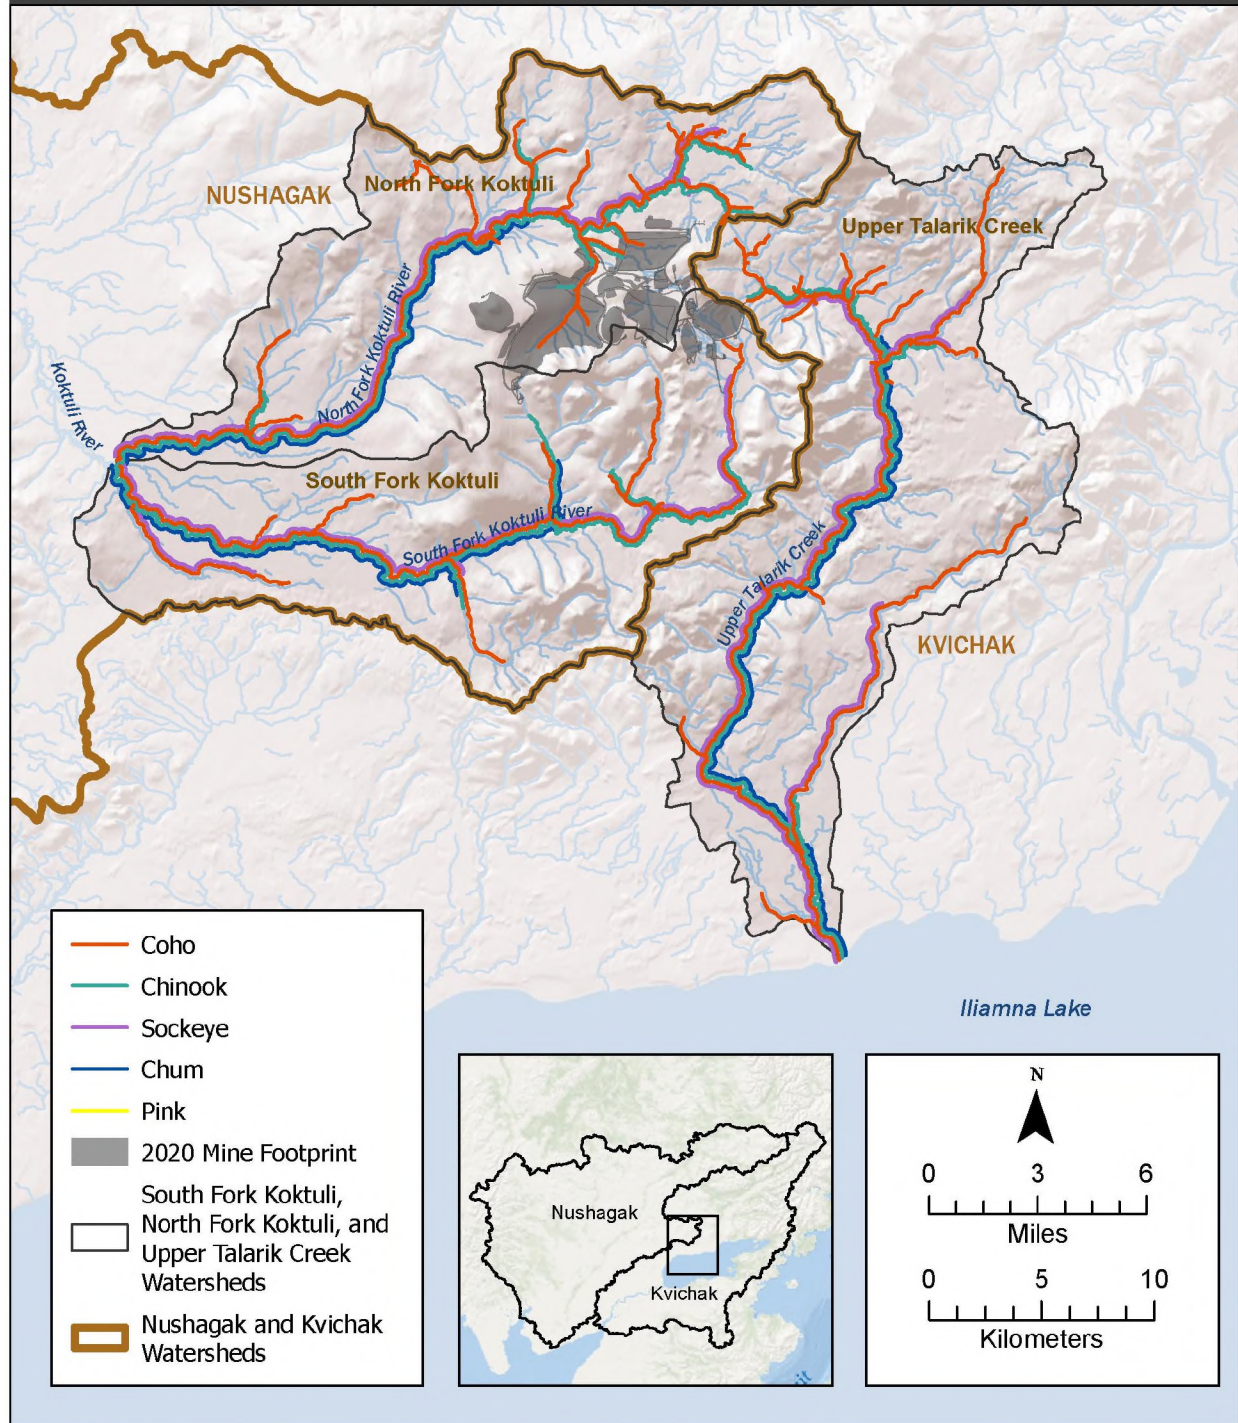 NUSHAGAK
North Fork Koktuli
Upper Talarik Creek
North Fork Koktuli River
Koktuli River
South Fork Koktuli
South Fork Koktuli River
Upper Talarik Creek
KVICHAK
Iliamna Lake
Coho
Chinook
Sockeye
Chum
Pink
2020 Mine Footprint
South Fork Koktuli,
North Fork Koktuli, and
Upper Talarik Creek
Watersheds
Nushagak and Kvichak
Watersheds
Nushagak
Kvichak
N
0 3 6
Miles
0 5 10
Kilometers